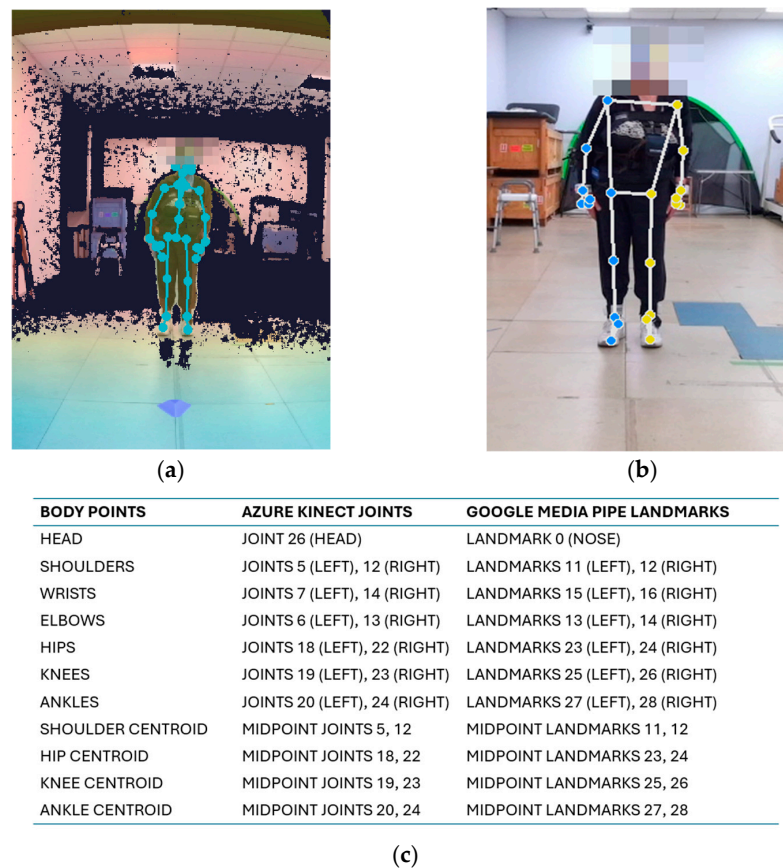 (a)
(b)
BODY POINTS AZURE KINECT JOINTS GOOGLE MEDIA PIPE LANDMARKS
HEAD JOINT 26 (HEAD) LANDMARK 0 (NOSE)
SHOULDERS JOINTS 5 (LEFT), 12 (RIGHT) LANDMARKS 11 (LEFT), 12 (RIGHT)
WRISTS JOINTS 7 (LEFT), 14 (RIGHT) LANDMARKS 15 (LEFT), 16 (RIGHT)
ELBOWS JOINTS 6 (LEFT), 13 (RIGHT) LANDMARKS 13 (LEFT), 14 (RIGHT)
HIPS JOINTS 18 (LEFT), 22 (RIGHT) LANDMARKS 23 (LEFT), 24 (RIGHT)
KNEES JOINTS 19 (LEFT), 23 (RIGHT) LANDMARKS 25 (LEFT), 26 (RIGHT)
ANKLES JOINTS 20 (LEFT), 24 (RIGHT) LANDMARKS 27 (LEFT), 28 (RIGHT)
SHOULDER CENTROID MIDPOINT JOINTS 5, 12 MIDPOINT LANDMARKS 11, 12
HIP CENTROID MIDPOINT JOINTS 18, 22 MIDPOINT LANDMARKS 23, 24
KNEE CENTROID MIDPOINT JOINTS 19, 23 MIDPOINT LANDMARKS 25, 26
ANKLE CENTROID MIDPOINT JOINTS 20, 24 MIDPOINT LANDMARKS 27, 28
(c)